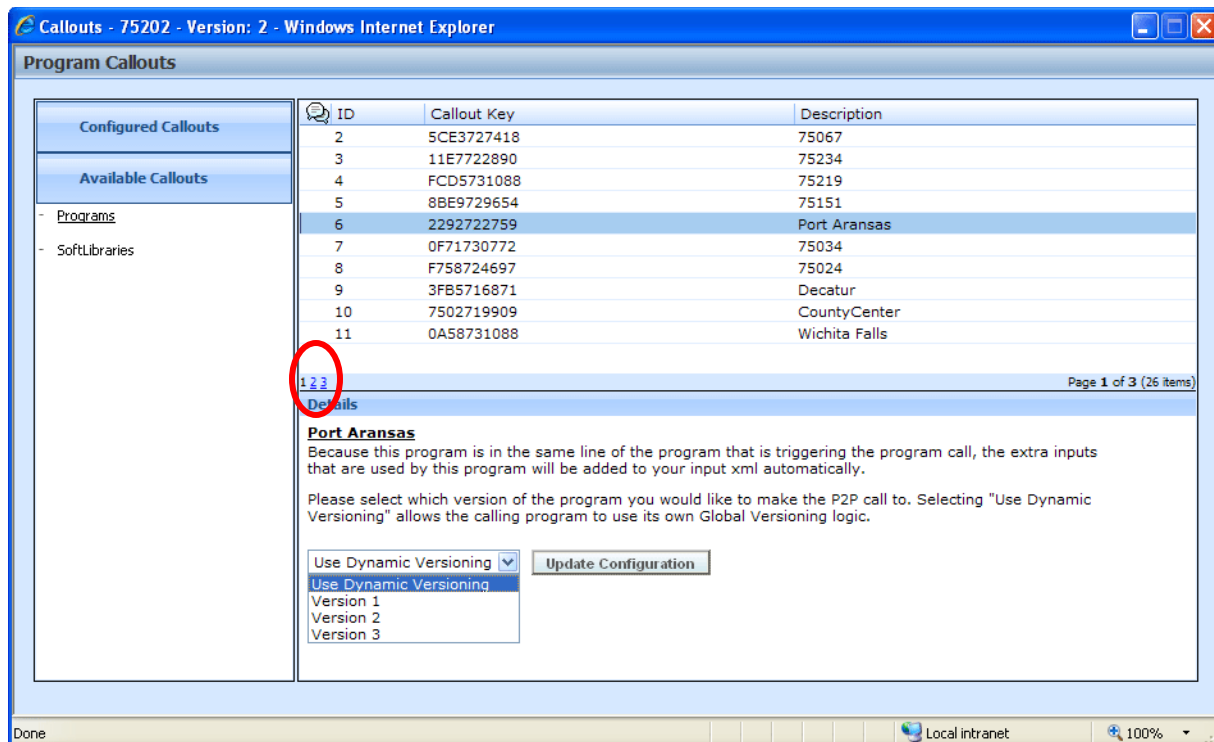 Callouts - 75202 - Version: 2 - Windows Internet Explorer
Program Callouts
Configured Callouts
Available Callouts
- Programs
- SoftLibraries
ID Callout Key Description
2 5CE3727418 75067
3 11E7722890 75234
4 FCD5731088 75219
5 8BE9729654 75151
6 2292722759 Port Aransas
7 0F71730772 75034
8 F758724697 75024
9 3FB5716871 Decatur
10 7502719909 CountyCenter
11 0A58731088 Wichita Falls
1 2 3 Page 1 of 3 (26 items)
Details
Port Aransas
Because this program is in the same line of the program that is triggering the program call, the extra inputs
that are used by this program will be added to your input xml automatically.
Please select which version of the program you would like to make the P2P call to. Selecting "Use Dynamic
Versioning" allows the calling program to use its own Global Versioning logic.
Use Dynamic Versioning Update Configuration
Use Dynamic Versioning
Version 1
Version 2
Version 3
Done Local intranet 100%